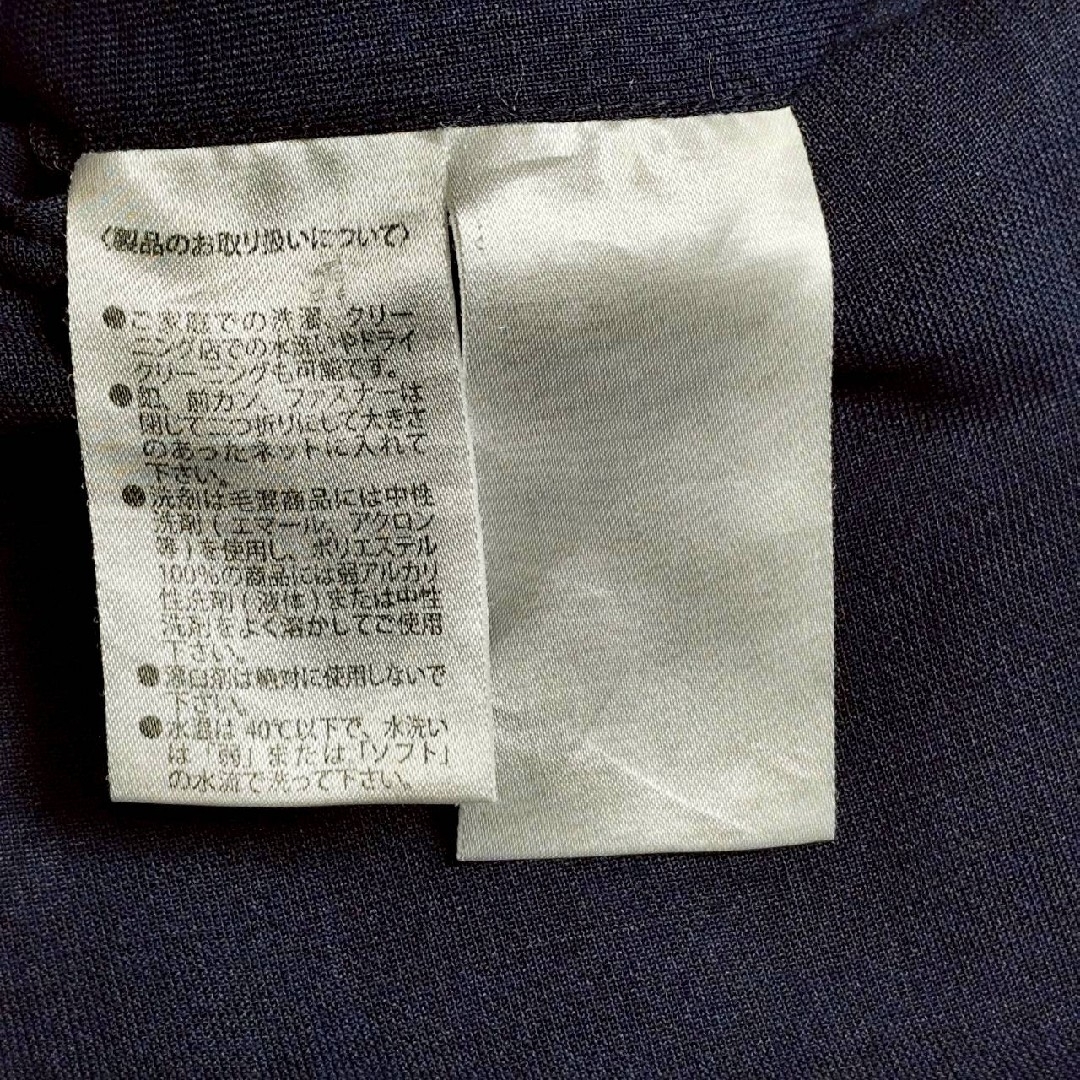 〈製品のお取り扱いについて〉
●ご家庭での洗濯、クリー
ニング店での水洗いやドライ
クリーニングも可能です。
●釦、前カン、ファスナーは
閉じて二つ折りにして大きさ
のあったネットに入れて
下さい。
●洗剤は毛混商品には中性
洗剤(エマール、アクロン
等)を使用し、ポリエステル
100%の商品には弱アルカリ
性洗剤(液体)または中性
洗剤をよく溶かしてご使用
下さい。
●漂白剤は絶対に使用しないで
下さい。
●水温は40℃以下で、水洗い
は「弱」または「ソフト」
の水流で洗って下さい。